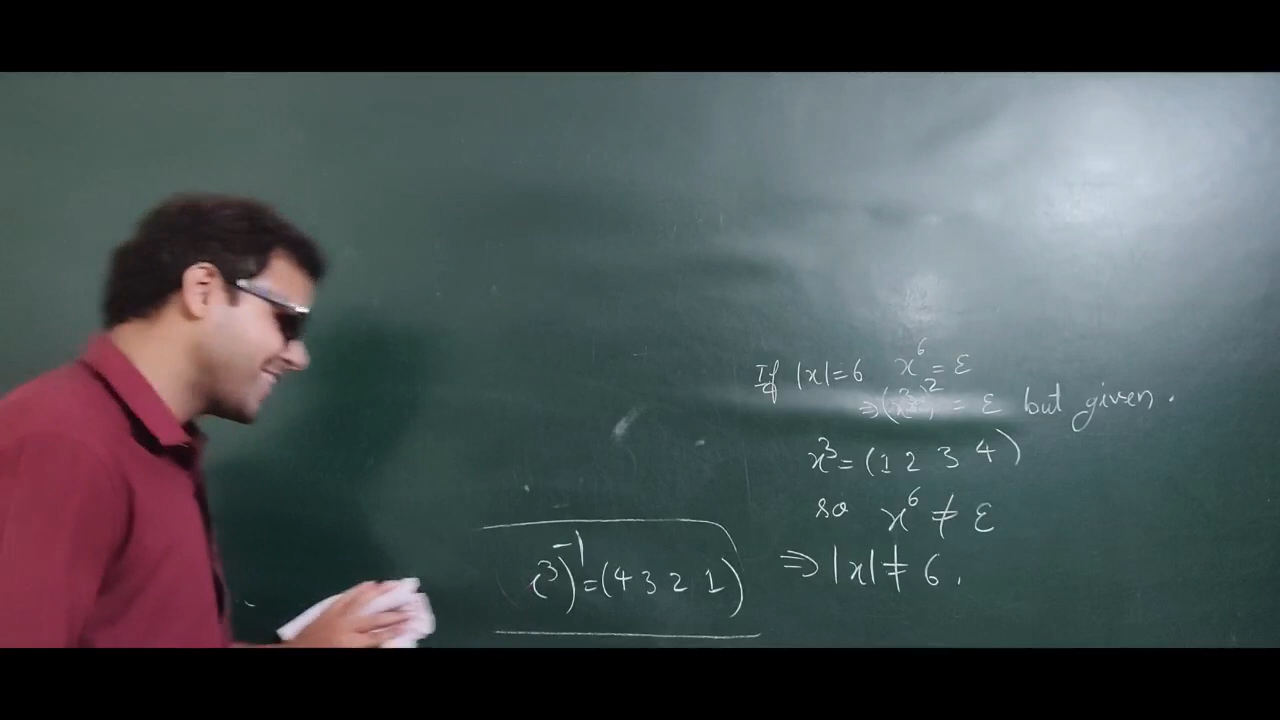 If |x|=6 x⁶ = ε
⇒(x³)² = ε but given.
x³=(1 2 3 4)
so x⁶ ≠ ε
⇒|x|≠ 6.
x³)⁻¹=(4 3 2 1)